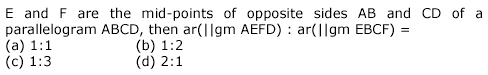 E and F are the mid-points of opposite sides AB and CD of a
parallelogram ABCD, then ar(||gm AEFD) : ar(||gm EBCF) =
(a) 1:1 (b) 1:2
(c) 1:3 (d) 2:1